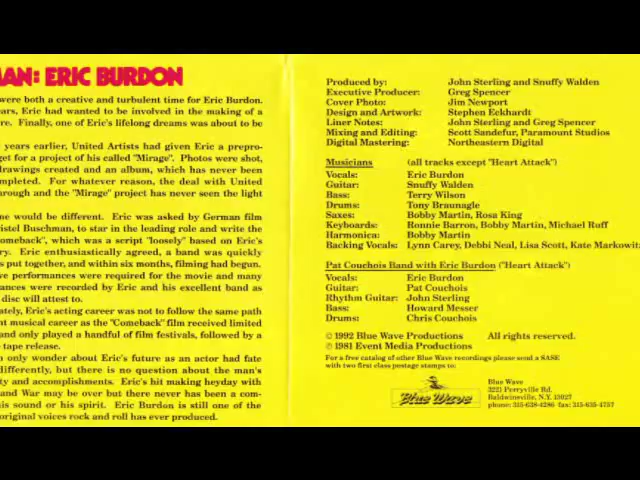 MAN: ERIC BURDON
were both a creative and turbulent time for Eric Burdon.
ars, Eric had wanted to be involved in the making of a
re. Finally, one of Eric's lifelong dreams was about to be
years earlier, United Artists had given Eric a prepro-
get for a project of his called "Mirage". Photos were shot,
drawings created and an album, which has never been
mpleted. For whatever reason, the deal with United
hrough and the "Mirage" project has never seen the light
ne would be different. Eric was asked by German film
ristel Buschman, to star in the leading role and write the
omeback", which was a script "loosely" based on Eric's
ry. Eric enthusiastically agreed, a band was quickly
s put together, and within six months, filming had begun.
ve performances were required for the movie and many
ances were recorded by Eric and his excellent band as
disc will attest to.
ately, Eric's acting career was not to follow the same path
nt musical career as the "Comeback" film received limited
and only played a handful of film festivals, followed by a
tape release.
n only wonder about Eric's future as an actor had fate
differently, but there is no question about the man's
ty and accomplishments. Eric's hit making heyday with
and War may be over but there never has been a com-
is sound or his spirit. Eric Burdon is still one of the
original voices rock and roll has ever produced.
Produced by: John Sterling and Snuffy Walden
Executive Producer: Greg Spencer
Cover Photo: Jim Newport
Design and Artwork: Stephen Eckhardt
Liner Notes: John Sterling and Greg Spencer
Mixing and Editing: Scott Sandefur, Paramount Studios
Digital Mastering: Northeastern Digital
Musicians (all tracks except "Heart Attack")
Vocals: Eric Burdon
Guitar: Snuffy Walden
Bass: Terry Wilson
Drums: Tony Braunagle
Saxes: Bobby Martin, Rosa King
Keyboards: Ronnie Barron, Bobby Martin, Michael Ruff
Harmonica: Bobby Martin
Backing Vocals: Lynn Carey, Debbi Neal, Lisa Scott, Kate Markowitz
Pat Couchois Band with Eric Burdon ("Heart Attack")
Vocals: Eric Burdon
Guitar: Pat Couchois
Rhythm Guitar: John Sterling
Bass: Howard Messer
Drums: Chris Couchois
© 1992 Blue Wave Productions All rights reserved.
℗ 1981 Event Media Productions
For a free catalog of other Blue Wave recordings please send a SASE
with two first class postage stamps to:
Blue Wave
Blue Wave
3221 Perryville Rd.
Baldwinsville, N.Y. 13027
phone: 315-638-4286 fax: 315-635-4757